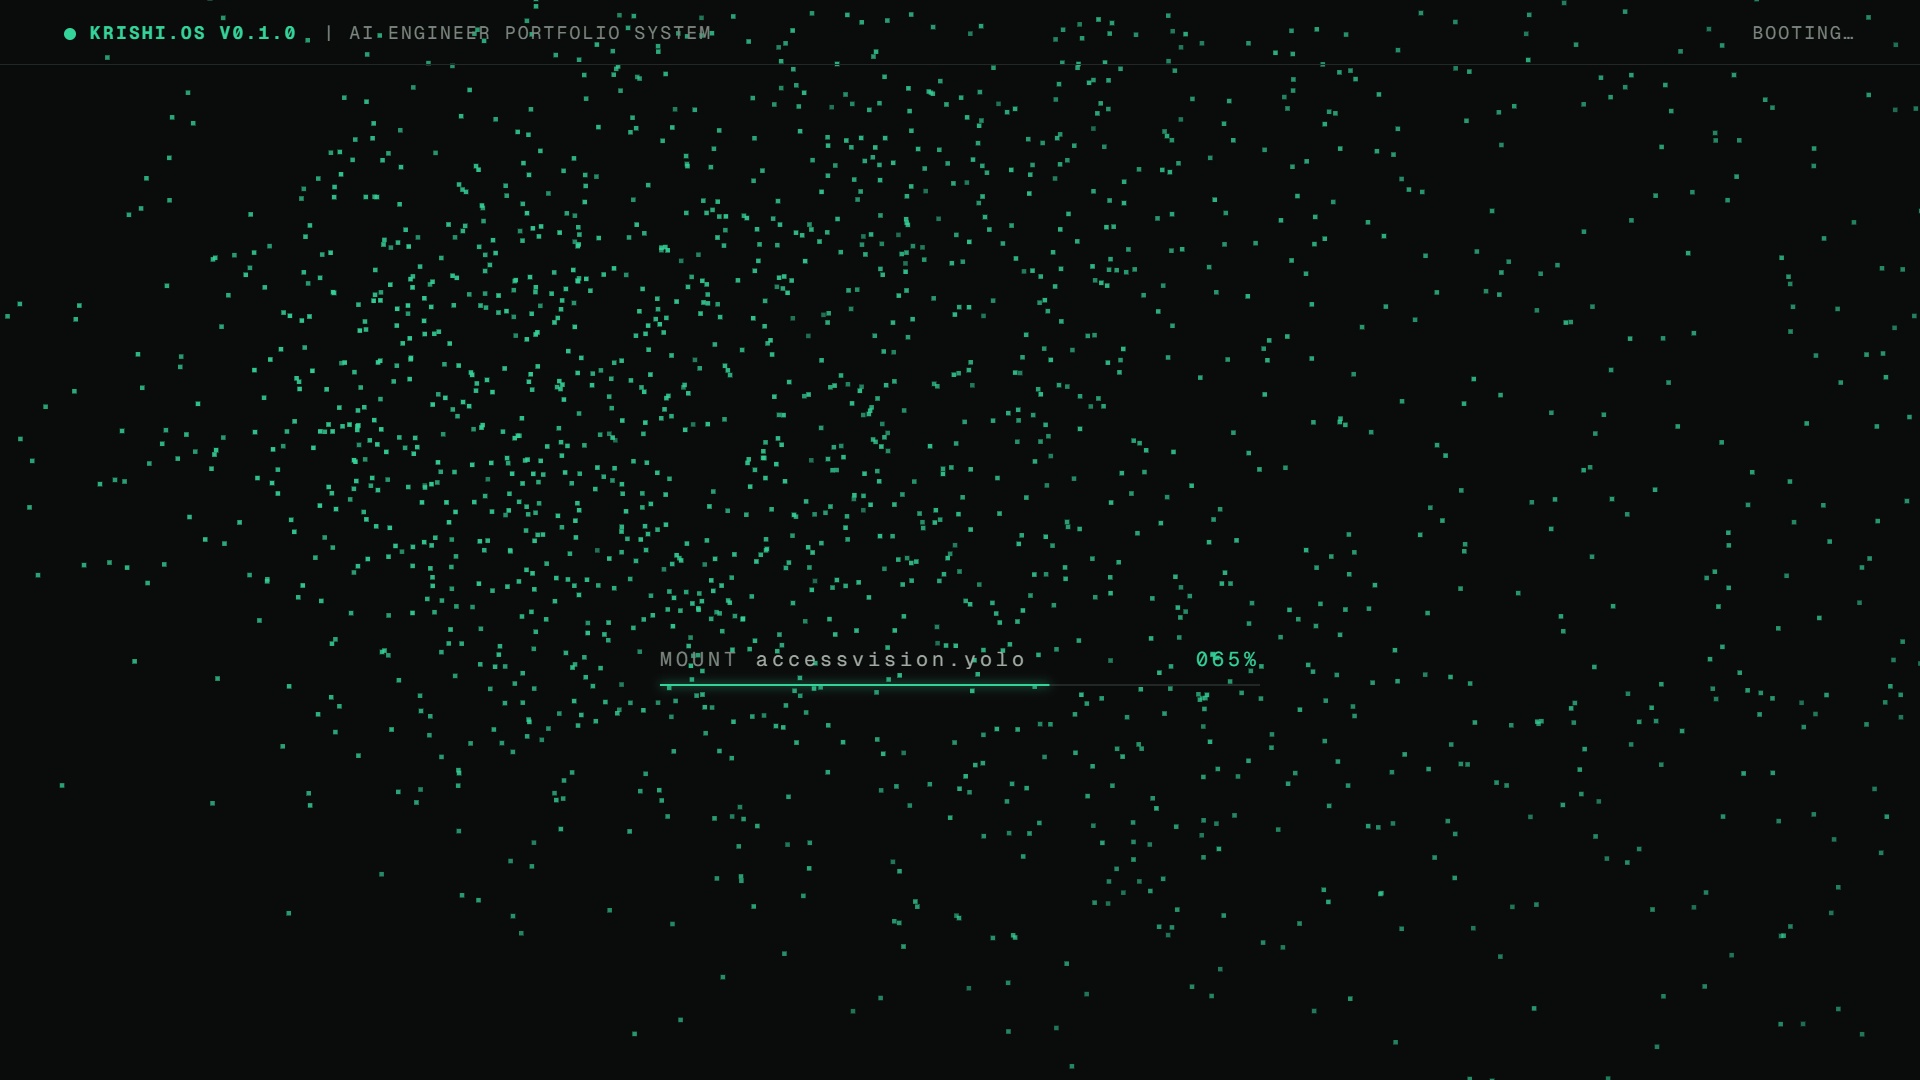 KRISHI.OS V0.1.0 | AI ENGINEER PORTFOLIO SYSTEM
BOOTING…
MOUNT accessvision.yolo 065%